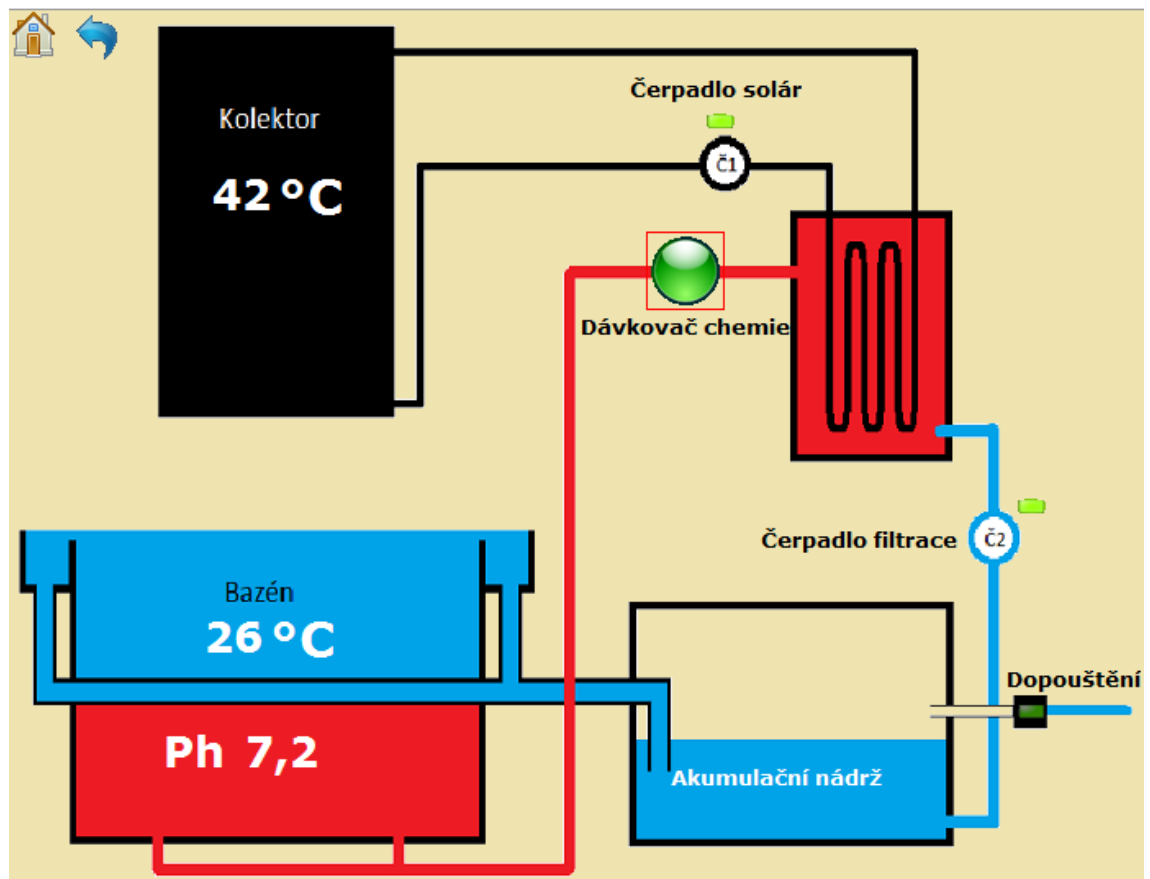 Kolektor
42 °C
Čerpadlo solár
Č1
Dávkovač chemie
Čerpadlo filtrace
Č2
Bazén
26 °C
Dopouštění
Ph 7,2
Akumulační nádrž